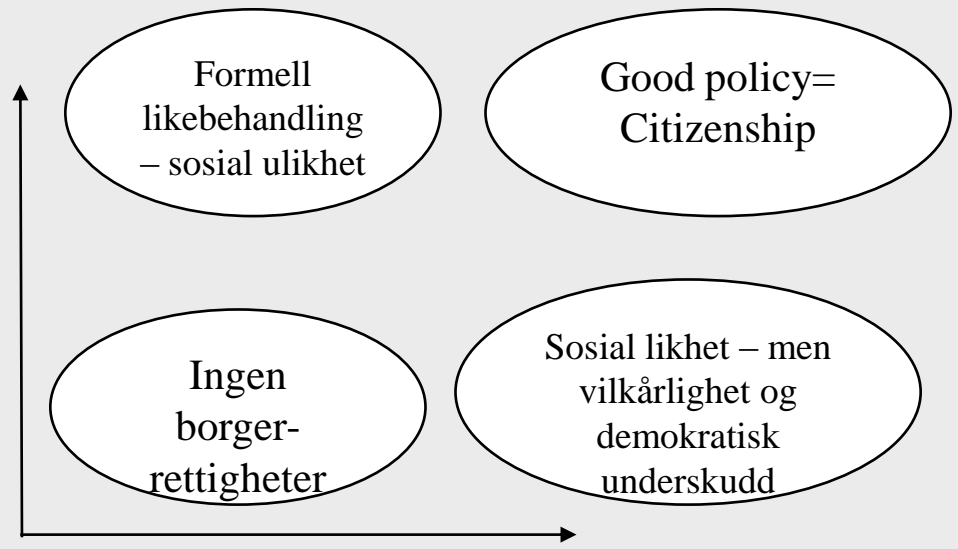 Formell
likebehandling
– sosial ulikhet
Good policy=
Citizenship
Ingen
borger-
rettigheter
Sosial likhet – men
vilkårlighet og
demokratisk
underskudd